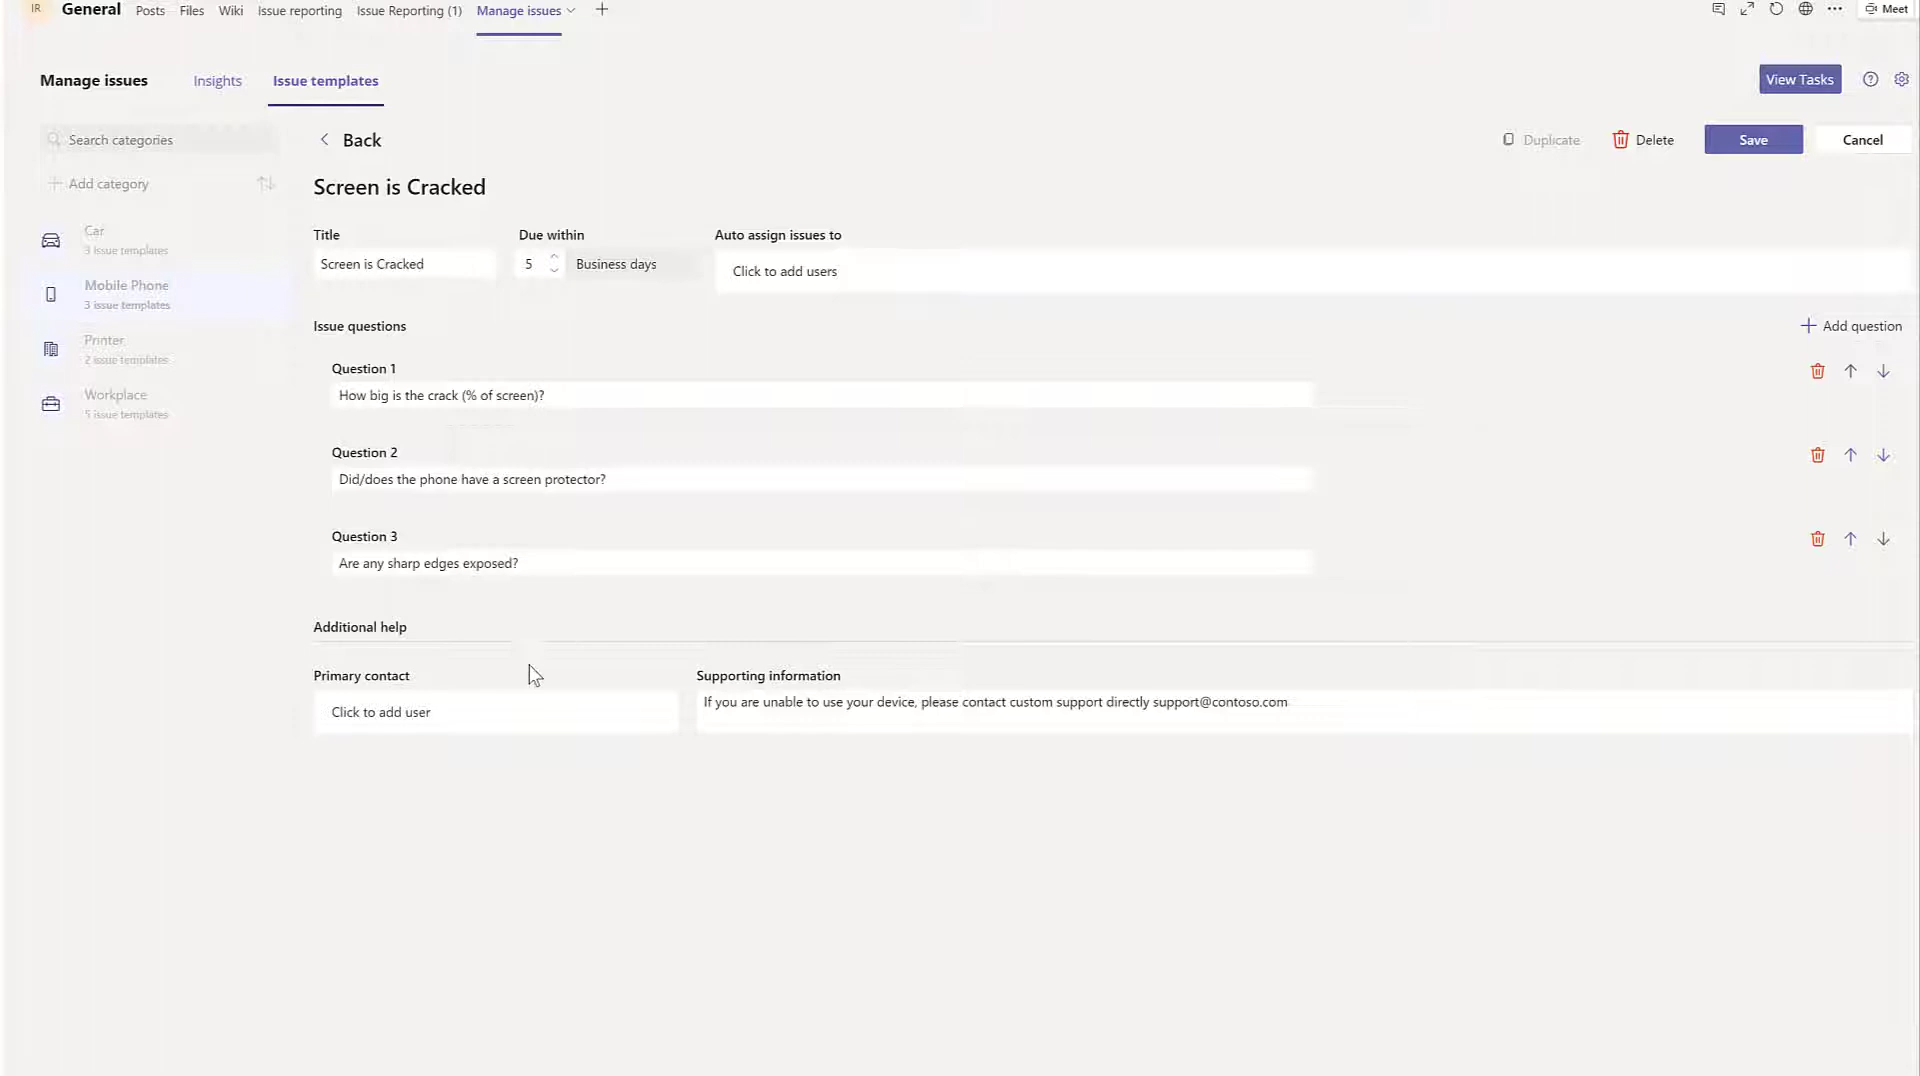 IR General Posts Files Wiki Issue reporting Issue Reporting (1) Manage issues Meet
Manage issues Insights Issue templates View Tasks
Search categories Back Duplicate Delete Save Cancel
Add category
Screen is Cracked
Car
3 issue templates
Mobile Phone
3 issue templates
Printer
2 issue templates
Workplace
5 issue templates
Title Due within Auto assign issues to
Screen is Cracked 5 Business days Click to add users
Issue questions Add question
Question 1
How big is the crack (% of screen)?
Question 2
Did/does the phone have a screen protector?
Question 3
Are any sharp edges exposed?
Additional help
Primary contact Supporting information
Click to add user If you are unable to use your device, please contact custom support directly support@contoso.com